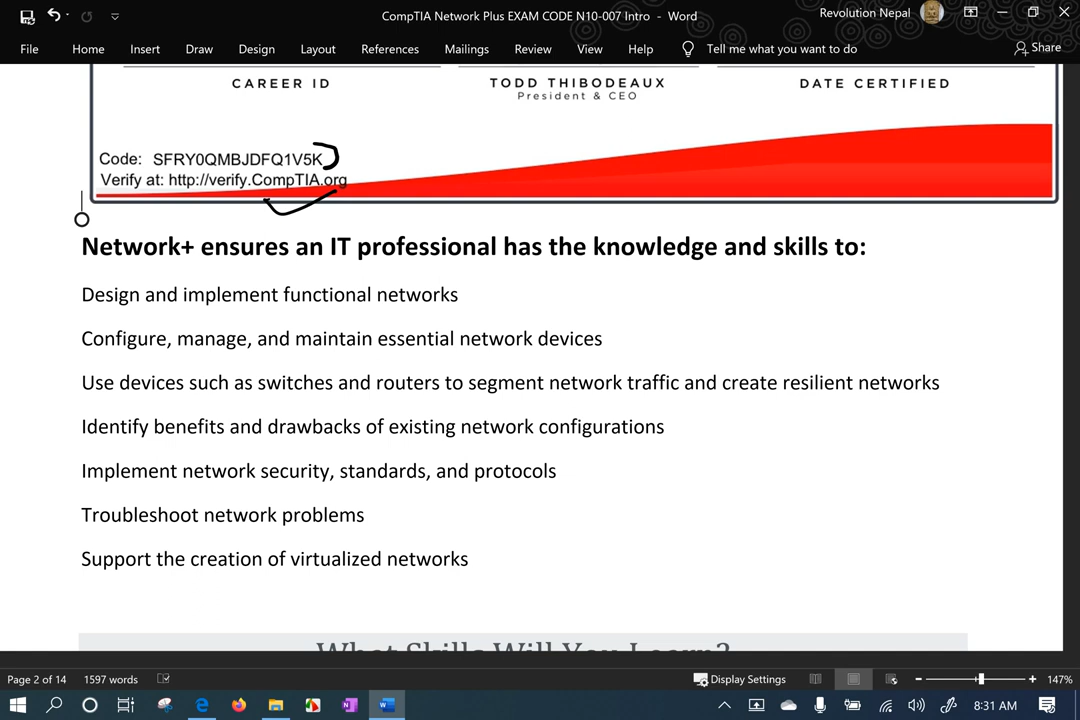 CompTIA Network Plus EXAM CODE N10-007 Intro - Word
Revolution Nepal
File Home Insert Draw Design Layout References Mailings Review View Help Tell me what you want to do Share
CAREER ID TODD THIBODEAUX DATE CERTIFIED
President & CEO
Code: SFRY0QMBJDFQ1V5K
Verify at: http://verify.CompTIA.org
Network+ ensures an IT professional has the knowledge and skills to:
Design and implement functional networks
Configure, manage, and maintain essential network devices
Use devices such as switches and routers to segment network traffic and create resilient networks
Identify benefits and drawbacks of existing network configurations
Implement network security, standards, and protocols
Troubleshoot network problems
Support the creation of virtualized networks
What Skills Will You Learn?
Page 2 of 14 1597 words Display Settings 147%
8:31 AM